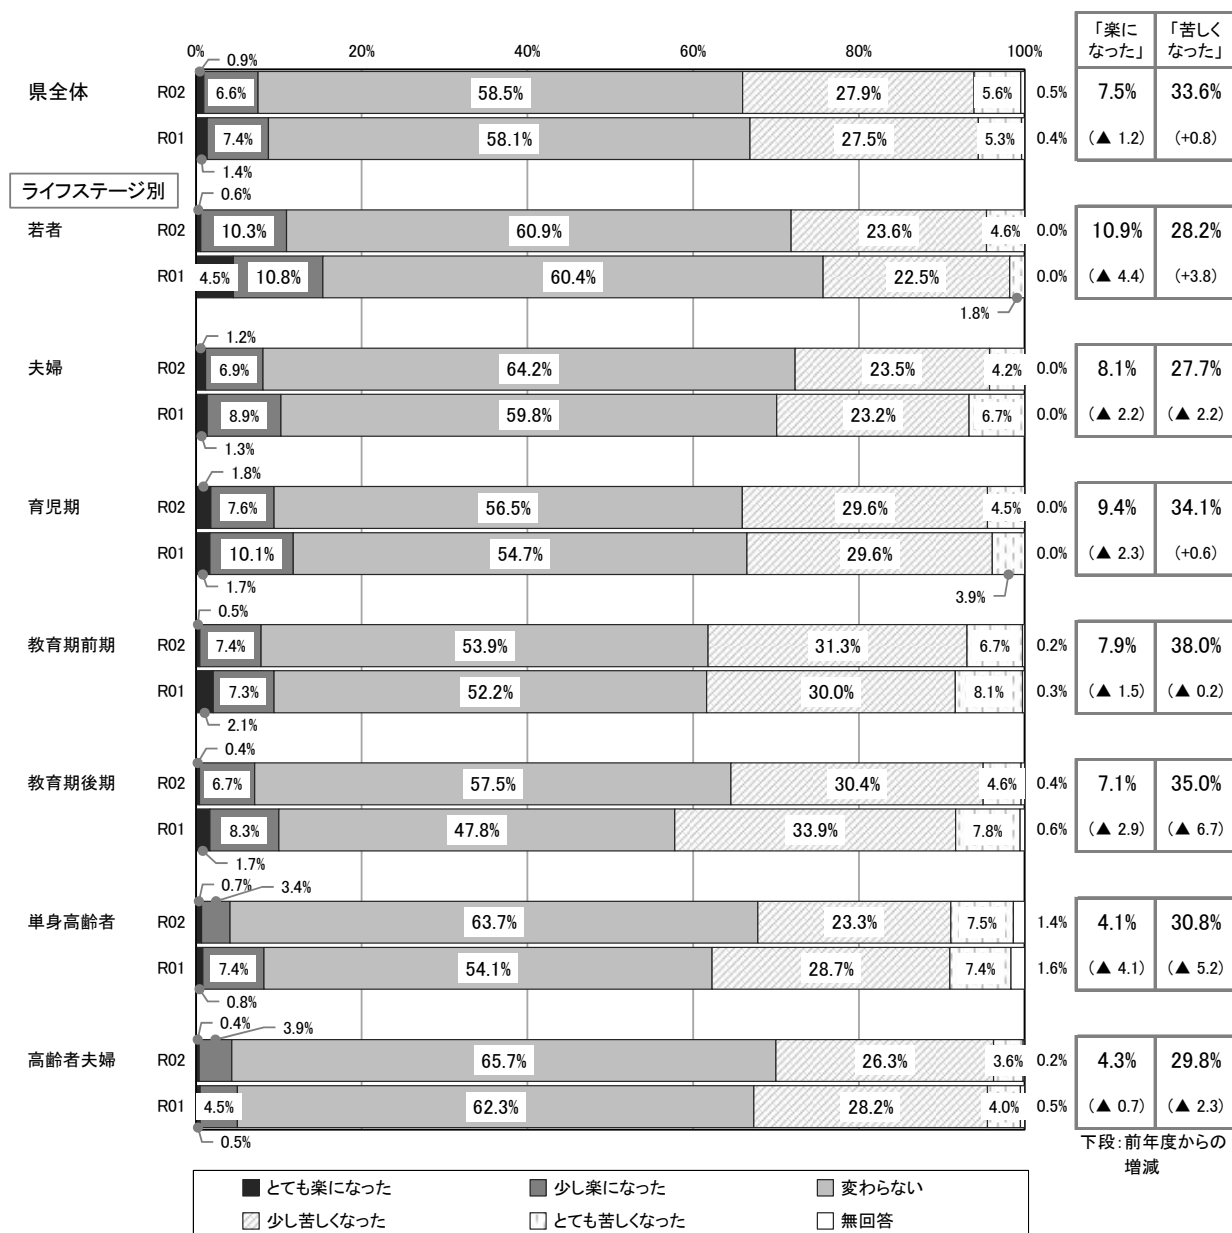 「楽に
なった」
「苦しく
なった」
0% 20% 40% 60% 80% 100%
0.9%
県全体 R02 6.6% 58.5% 27.9% 5.6% 0.5% 7.5% 33.6%
R01 7.4% 58.1% 27.5% 5.3% 0.4% (▲ 1.2) (+0.8)
1.4%
ライフステージ別
0.6%
若者 R02 10.3% 60.9% 23.6% 4.6% 0.0% 10.9% 28.2%
R01 4.5% 10.8% 60.4% 22.5% 0.0% (▲ 4.4) (+3.8)
1.8%
1.2%
夫婦 R02 6.9% 64.2% 23.5% 4.2% 0.0% 8.1% 27.7%
R01 8.9% 59.8% 23.2% 6.7% 0.0% (▲ 2.2) (▲ 2.2)
1.3%
1.8%
育児期 R02 7.6% 56.5% 29.6% 4.5% 0.0% 9.4% 34.1%
R01 10.1% 54.7% 29.6% 0.0% (▲ 2.3) (+0.6)
1.7% 3.9%
0.5%
教育期前期 R02 7.4% 53.9% 31.3% 6.7% 0.2% 7.9% 38.0%
R01 7.3% 52.2% 30.0% 8.1% 0.3% (▲ 1.5) (▲ 0.2)
2.1%
0.4%
教育期後期 R02 6.7% 57.5% 30.4% 4.6% 0.4% 7.1% 35.0%
R01 8.3% 47.8% 33.9% 7.8% 0.6% (▲ 2.9) (▲ 6.7)
1.7%
0.7% 3.4%
単身高齢者 R02 63.7% 23.3% 7.5% 1.4% 4.1% 30.8%
R01 7.4% 54.1% 28.7% 7.4% 1.6% (▲ 4.1) (▲ 5.2)
0.8%
0.4% 3.9%
高齢者夫婦 R02 65.7% 26.3% 3.6% 0.2% 4.3% 29.8%
R01 4.5% 62.3% 28.2% 4.0% 0.5% (▲ 0.7) (▲ 2.3)
0.5%
下段:前年度からの
増減
とても楽になった 少し楽になった 変わらない
少し苦しくなった とても苦しくなった 無回答